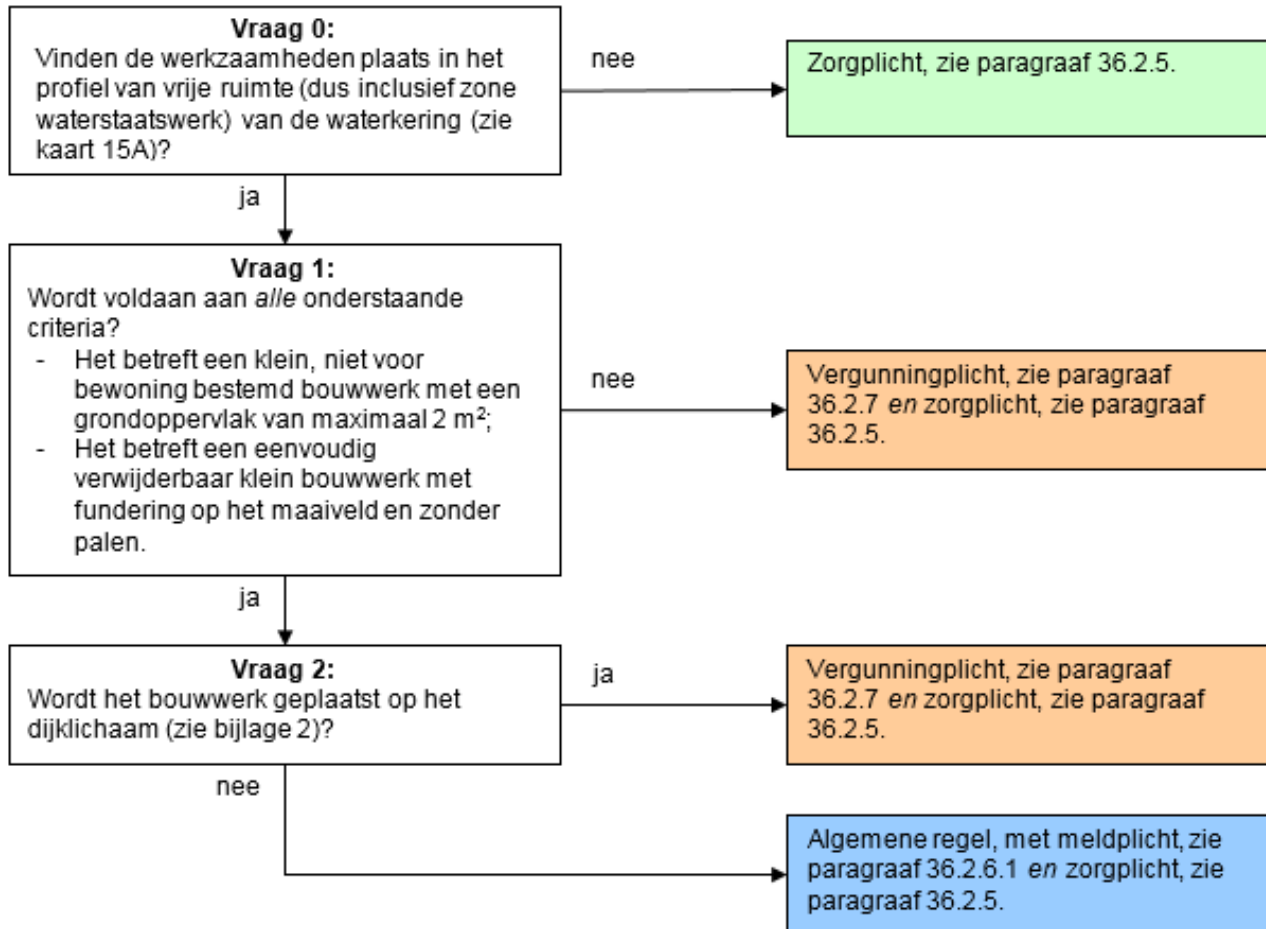 Vraag 0:
Vinden de werkzaamheden plaats in het
profiel van vrije ruimte (dus inclusief zone
waterstaatswerk) van de waterkering (zie
kaart 15A)?
nee
Zorgplicht, zie paragraaf 36.2.5.
ja
Vraag 1:
Wordt voldaan aan alle onderstaande
criteria?
- Het betreft een klein, niet voor
bewoning bestemd bouwwerk met een
grondoppervlak van maximaal 2 m²;
- Het betreft een eenvoudig
verwijderbaar klein bouwwerk met
fundering op het maaiveld en zonder
palen.
nee
Vergunningplicht, zie paragraaf
36.2.7 en zorgplicht, zie paragraaf
36.2.5.
ja
Vraag 2:
Wordt het bouwwerk geplaatst op het
dijklichaam (zie bijlage 2)?
ja
Vergunningplicht, zie paragraaf
36.2.7 en zorgplicht, zie paragraaf
36.2.5.
nee
Algemene regel, met meldplicht, zie
paragraaf 36.2.6.1 en zorgplicht, zie
paragraaf 36.2.5.